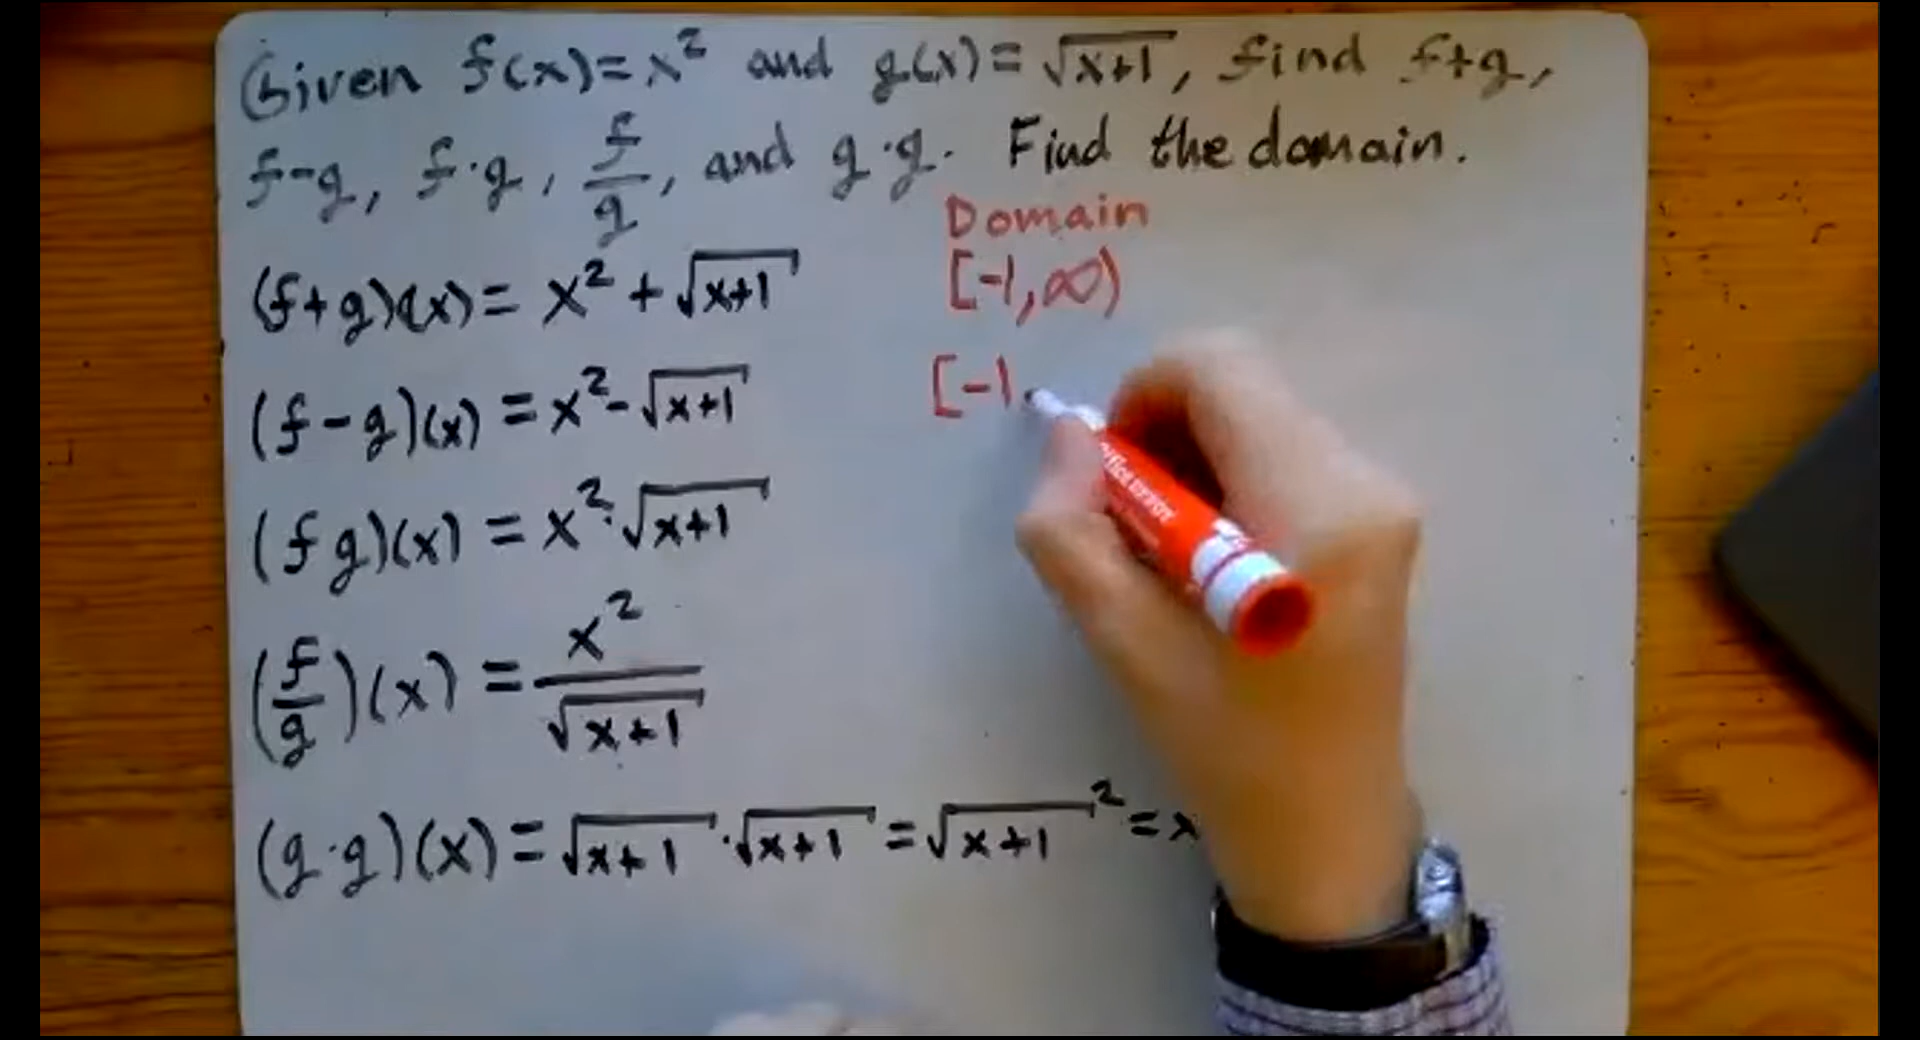 Given f(x)=x² and g(x)=√(x+1), find f+g,
f-g, f·g, f/g, and g·g. Find the domain.
Domain
(f+g)(x)= x² + √(x+1) [-1,∞)
(f-g)(x) = x² - √(x+1) [-1
(fg)(x) = x²·√(x+1)
(f/g)(x) = x²/√(x+1)
(g·g)(x) = √(x+1) · √(x+1) = √(x+1)² = x